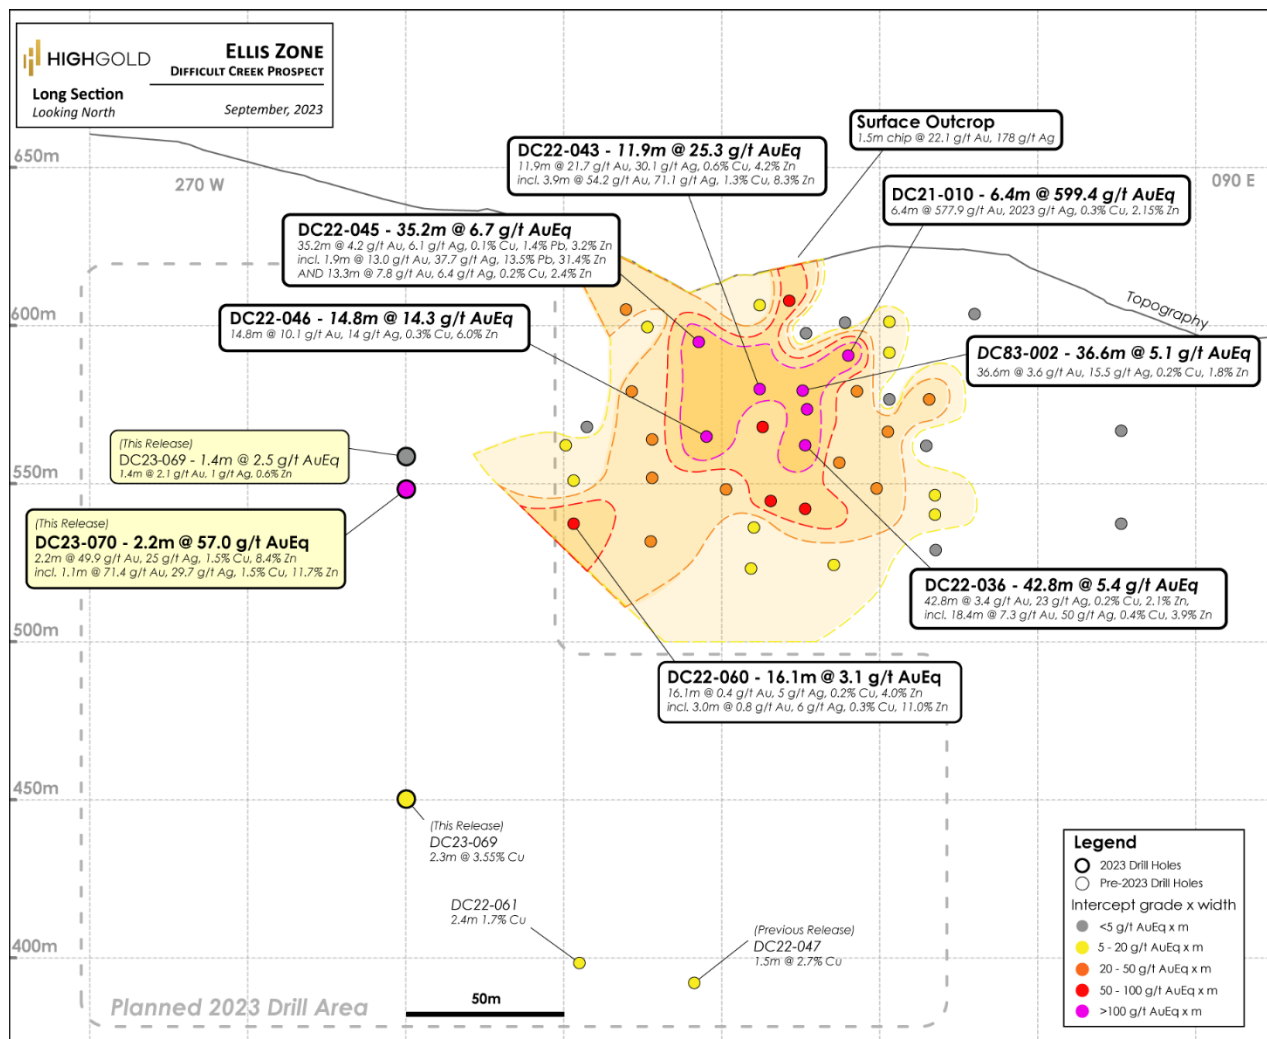 HIGHGOLD
ELLIS ZONE
DIFFICULT CREEK PROSPECT
Long Section
Looking North
September, 2023
650m
600m
550m
500m
450m
400m
270 W
090 E
Surface Outcrop
1.5m chip @ 22.1 g/t Au, 178 g/t Ag
DC22-043 - 11.9m @ 25.3 g/t AuEq
11.9m @ 21.7 g/t Au, 30.1 g/t Ag, 0.6% Cu, 4.2% Zn
incl. 3.9m @ 54.2 g/t Au, 71.1 g/t Ag, 1.3% Cu, 8.3% Zn
DC21-010 - 6.4m @ 599.4 g/t AuEq
6.4m @ 577.9 g/t Au, 2023 g/t Ag, 0.3% Cu, 2.15% Zn
DC22-045 - 35.2m @ 6.7 g/t AuEq
35.2m @ 4.2 g/t Au, 6.1 g/t Ag, 0.1% Cu, 1.4% Pb, 3.2% Zn
incl. 1.9m @ 13.0 g/t Au, 37.7 g/t Ag, 13.5% Pb, 31.4% Zn
AND 13.3m @ 7.8 g/t Au, 6.4 g/t Ag, 0.2% Cu, 2.4% Zn
DC22-046 - 14.8m @ 14.3 g/t AuEq
14.8m @ 10.1 g/t Au, 14 g/t Ag, 0.3% Cu, 6.0% Zn
Topography
DC83-002 - 36.6m @ 5.1 g/t AuEq
36.6m @ 3.6 g/t Au, 15.5 g/t Ag, 0.2% Cu, 1.8% Zn
(This Release)
DC23-069 - 1.4m @ 2.5 g/t AuEq
1.4m @ 2.1 g/t Au, 1 g/t Ag, 0.6% Zn
(This Release)
DC23-070 - 2.2m @ 57.0 g/t AuEq
2.2m @ 49.9 g/t Au, 25 g/t Ag, 1.5% Cu, 8.4% Zn
incl. 1.1m @ 71.4 g/t Au, 29.7 g/t Ag, 1.5% Cu, 11.7% Zn
DC22-036 - 42.8m @ 5.4 g/t AuEq
42.8m @ 3.4 g/t Au, 23 g/t Ag, 0.2% Cu, 2.1% Zn,
incl. 18.4m @ 7.3 g/t Au, 50 g/t Ag, 0.4% Cu, 3.9% Zn
DC22-060 - 16.1m @ 3.1 g/t AuEq
16.1m @ 0.4 g/t Au, 5 g/t Ag, 0.2% Cu, 4.0% Zn
incl. 3.0m @ 0.8 g/t Au, 6 g/t Ag, 0.3% Cu, 11.0% Zn
(This Release)
DC23-069
2.3m @ 3.55% Cu
DC22-061
2.4m 1.7% Cu
(Previous Release)
DC22-047
1.5m @ 2.7% Cu
Planned 2023 Drill Area
50m
Legend
2023 Drill Holes
Pre-2023 Drill Holes
Intercept grade x width
<5 g/t AuEq x m
5 - 20 g/t AuEq x m
20 - 50 g/t AuEq x m
50 - 100 g/t AuEq x m
>100 g/t AuEq x m